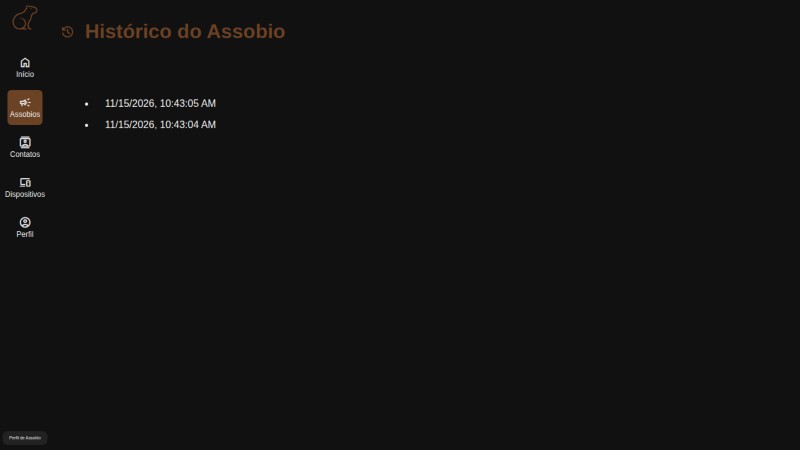 Histórico do Assobio
Início
Assobios
Contatos
Dispositivos
Perfil
11/15/2026, 10:43:05 AM
11/15/2026, 10:43:04 AM
Perfil de Assobio